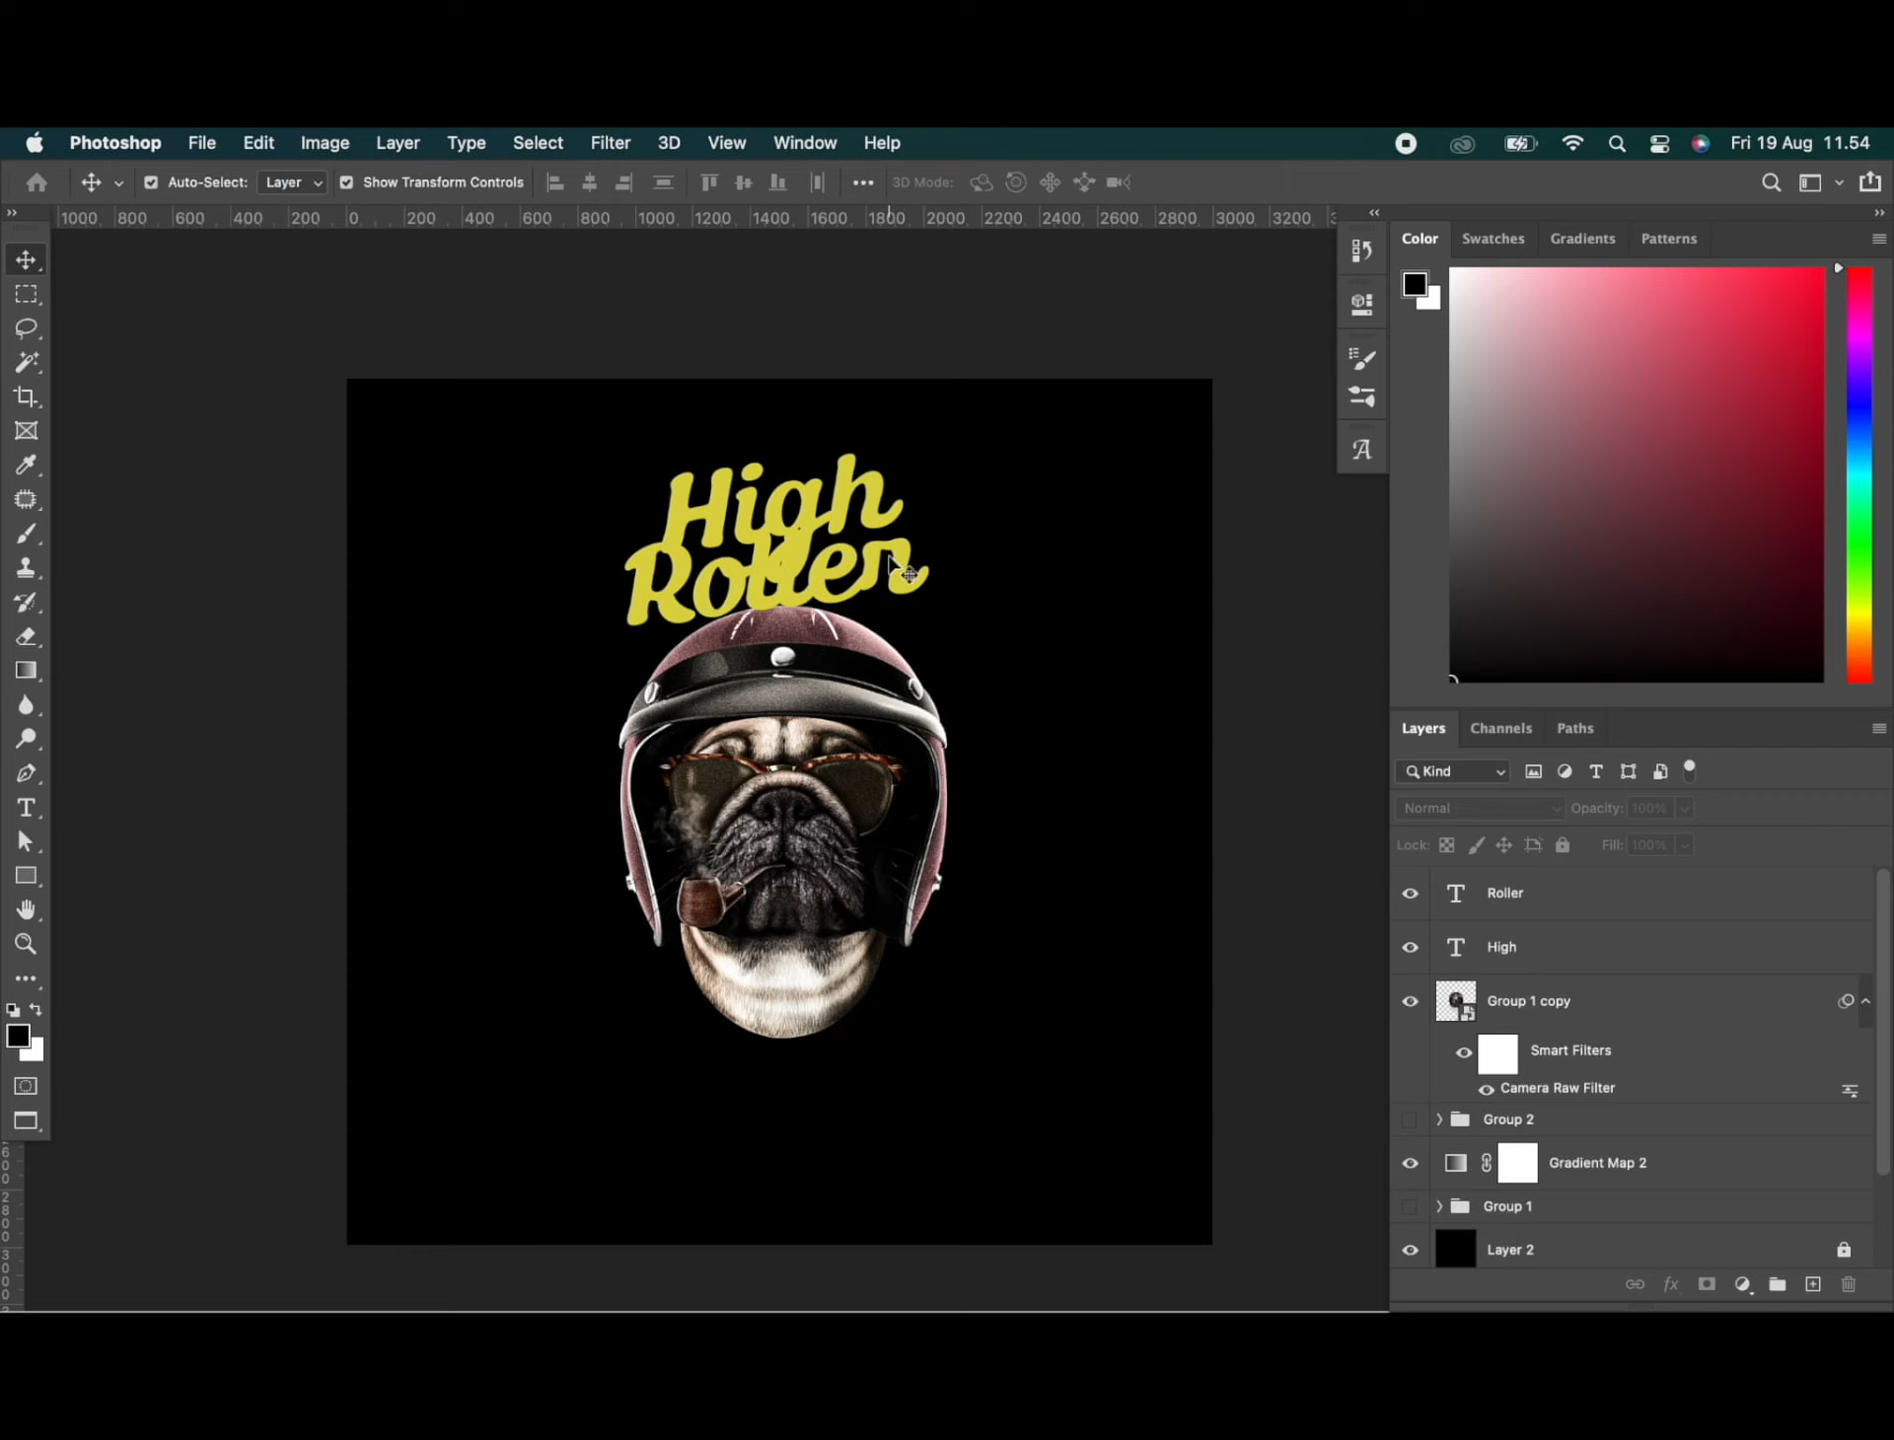 Photoshop File Edit Image Layer Type Select Filter 3D View Window Help Fri 19 Aug 11.54
Auto-Select: Layer Show Transform Controls 3D Mode:
1000 800 600 400 200 0 200 400 600 800 1000 1200 1400 1600 1800 2000 2200 2400 2600 2800 3000 3200
Color Swatches Gradients Patterns
High
Roller
Layers Channels Paths
Kind
Normal Opacity: 100%
Lock: Fill: 100%
Roller
High
Group 1 copy
Smart Filters
Camera Raw Filter
Group 2
Gradient Map 2
Group 1
Layer 2
2800
3000